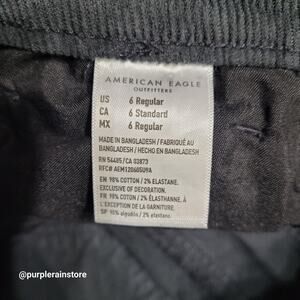 AMERICAN EAGLE
OUTFITTERS
US 6 Regular
CA 6 Standard
MX 6 Regular
MADE IN BANGLADESH / FABRIQUÉ AU
BANGLADESH / HECHO EN BANGLADESH
RN 54485/CA 03873
RFC# AEM120605U9A
EN 98% COTTON / 2% ELASTANE.
EXCLUSIVE OF DECORATION.
FR 98% COTON / 2% ÉLASTHANNE. À
L'EXCEPTION DE LA GARNITURE.
SP 98% algodón / 2% elastano.
@purplerainstore